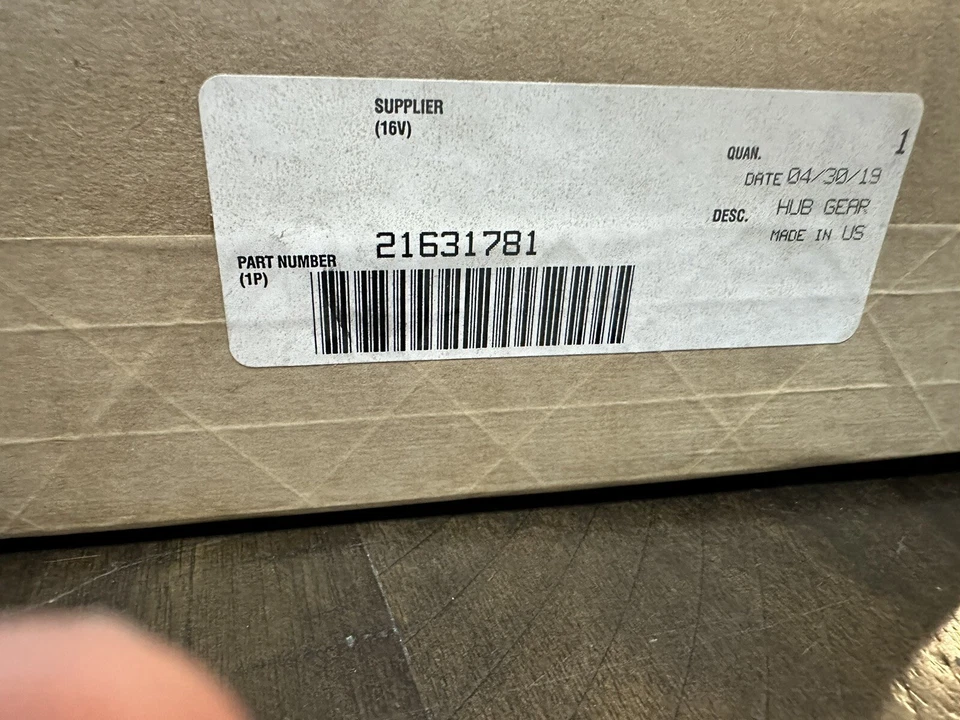 SUPPLIER
(16V)
QUAN. 1
DATE 04/30/19
DESC. HUB GEAR
MADE IN US
21631781
PART NUMBER
(1P)